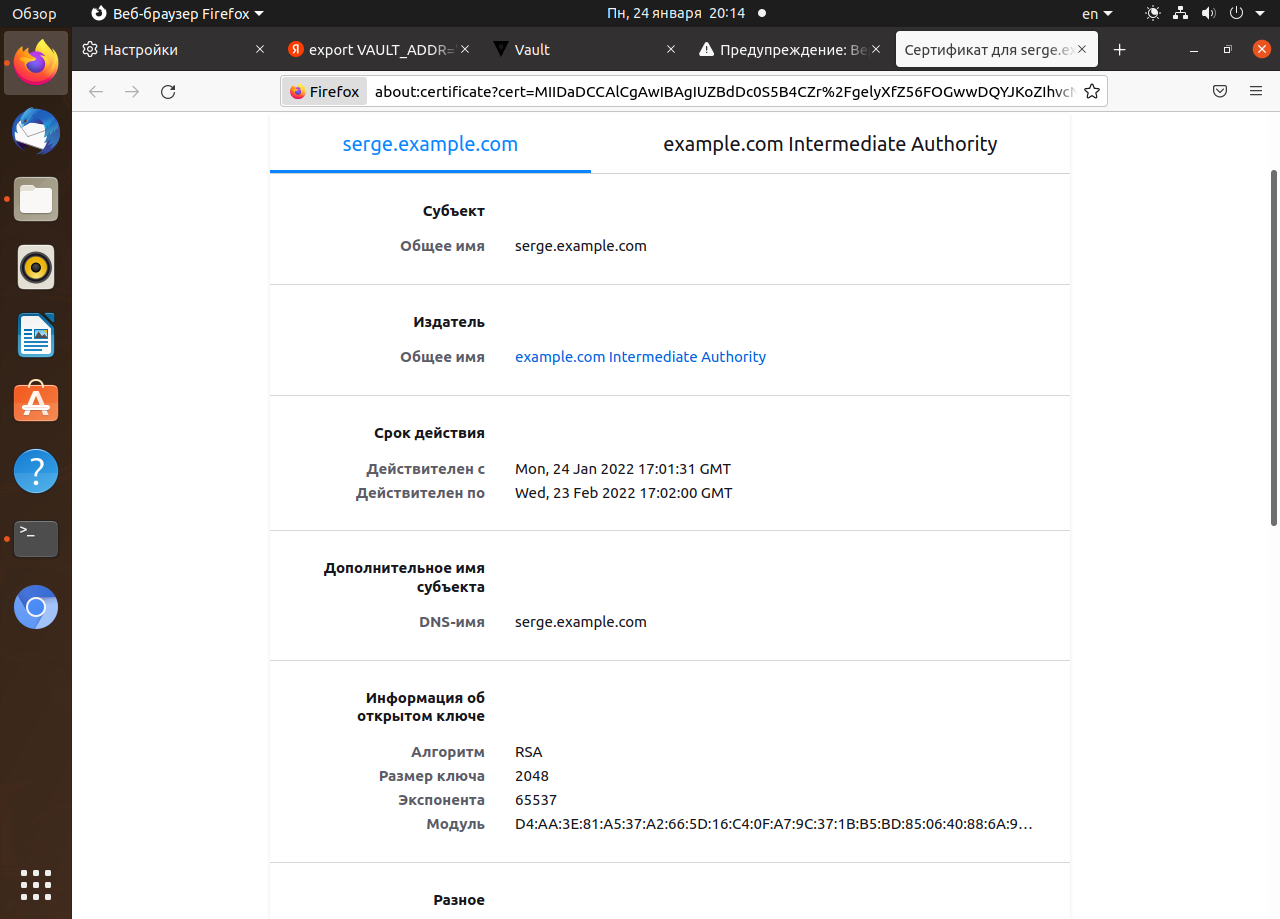 Обзор
Веб-браузер Firefox
Пн, 24 января 20:14
en
Настройки
export VAULT_ADDR=
Vault
Предупреждение: Ве
Сертификат для serge.ex
Firefox
about:certificate?cert=MIIDaDCCAlCgAwIBAgIUZBdDc0S5B4CZr%2FgelyXfZ56FOGwwDQYJKoZIhvcN
serge.example.com
example.com Intermediate Authority
Субъект
Общее имя
serge.example.com
Издатель
Общее имя
example.com Intermediate Authority
Срок действия
Действителен с
Mon, 24 Jan 2022 17:01:31 GMT
Действителен по
Wed, 23 Feb 2022 17:02:00 GMT
Дополнительное имя
субъекта
DNS-имя
serge.example.com
Информация об
открытом ключе
Алгоритм
RSA
Размер ключа
2048
Экспонента
65537
Модуль
D4:AA:3E:81:A5:37:A2:66:5D:16:C4:0F:A7:9C:37:1B:B5:BD:85:06:40:88:6A:9…
Разное